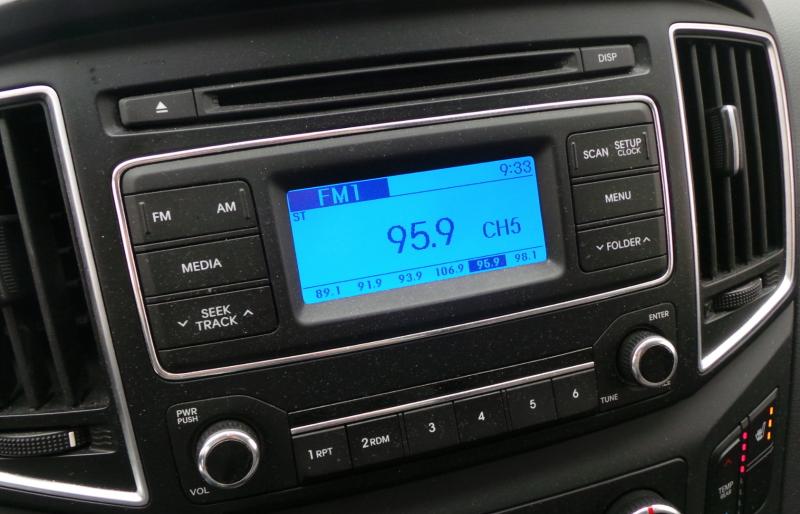 DISP
FM AM
MEDIA
SEEK
TRACK
FM1
9:33
ST
95.9 CH5
89.1 91.9 93.9 106.9 95.9 98.1
SCAN SETUP
CLOCK
MENU
FOLDER
PWR
PUSH
VOL
1 RPT 2 RDM 3 4 5 6
ENTER
TUNE
TEMP
REAR